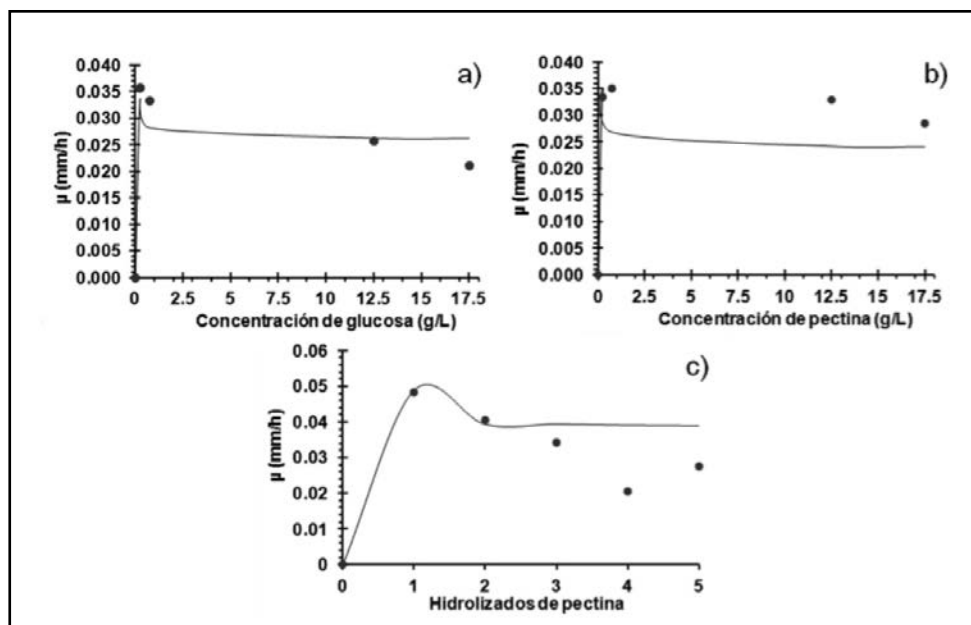 a)
0.040
0.035
0.030
0.025
0.020
0.015
0.010
0.005
0.000
µ (mm/h)
0 2.5 5 7.5 10 12.5 15 17.5
Concentración de glucosa (g/L)
b)
0.040
0.035
0.030
0.025
0.020
0.015
0.010
0.005
0.000
µ (mm/h)
0 2.5 5 7.5 10 12.5 15 17.5
Concentración de pectina (g/L)
c)
0.06
0.05
0.04
0.03
0.02
0.01
0
µ (mm/h)
0 1 2 3 4 5
Hidrolizados de pectina